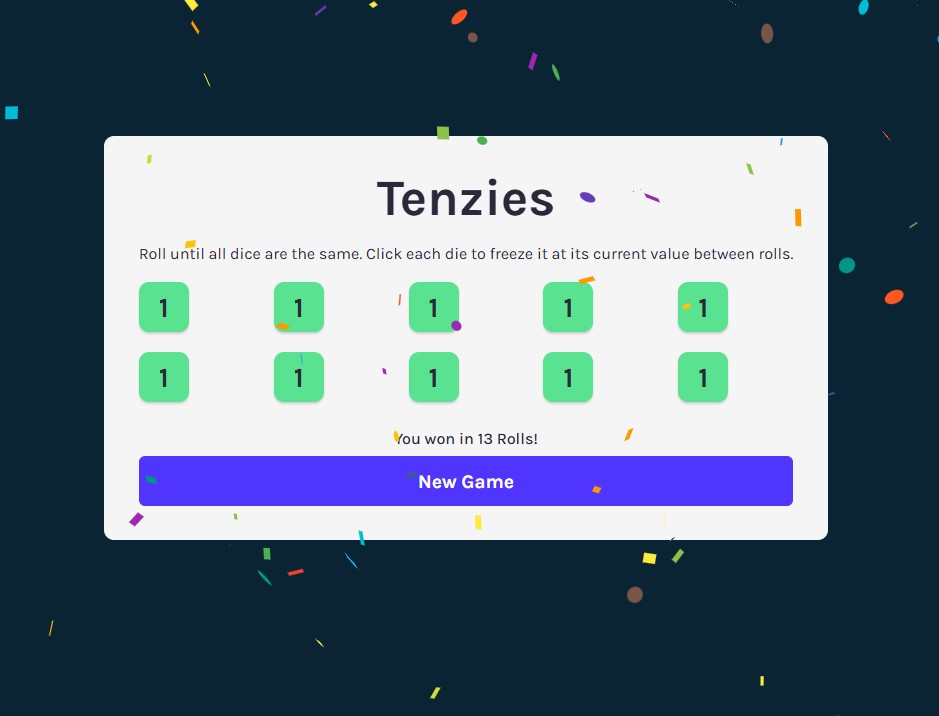 Tenzies
Roll until all dice are the same. Click each die to freeze it at its current value between rolls.
1 1 1 1 1
1 1 1 1 1
You won in 13 Rolls!
New Game